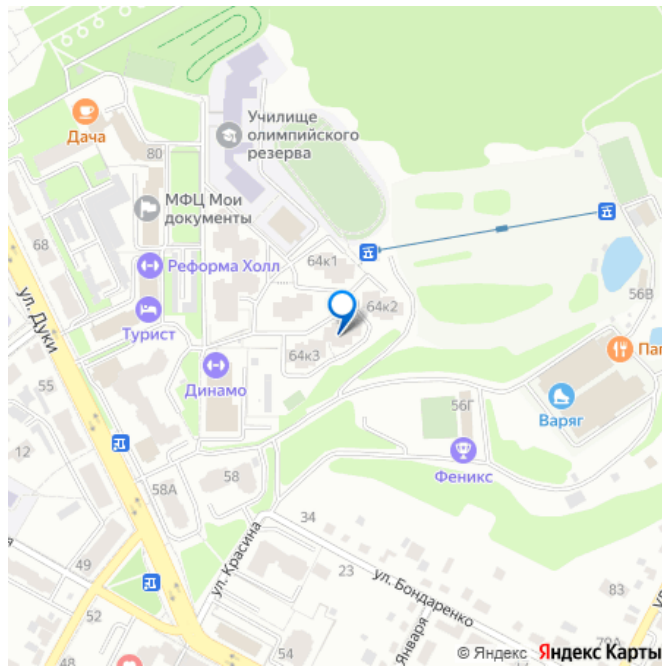 Училище
олимпийского
резерва
Дача
80
МФЦ Мои
документы
68
64к1
Реформа Холл
56В
ул. Дуки
64к2
Турист
64к3
Динамо
55
56Г
Варяг
12
Феникс
58
58А
34
ул. Красина
49
23
ул. Бондаренко
83
52
54
Января
48
© Яндекс Яндекс Карты